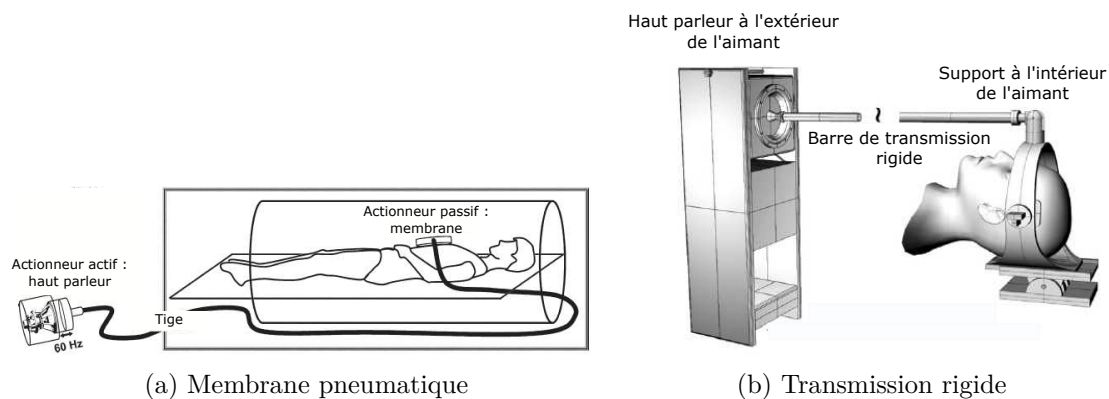 Haut parleur à l'extérieur
de l'aimant
Support à l'intérieur
de l'aimant
Barre de transmission
rigide
Actionneur passif :
membrane
Actionneur actif :
haut parleur
Tige
60 Hz
(a) Membrane pneumatique
(b) Transmission rigide